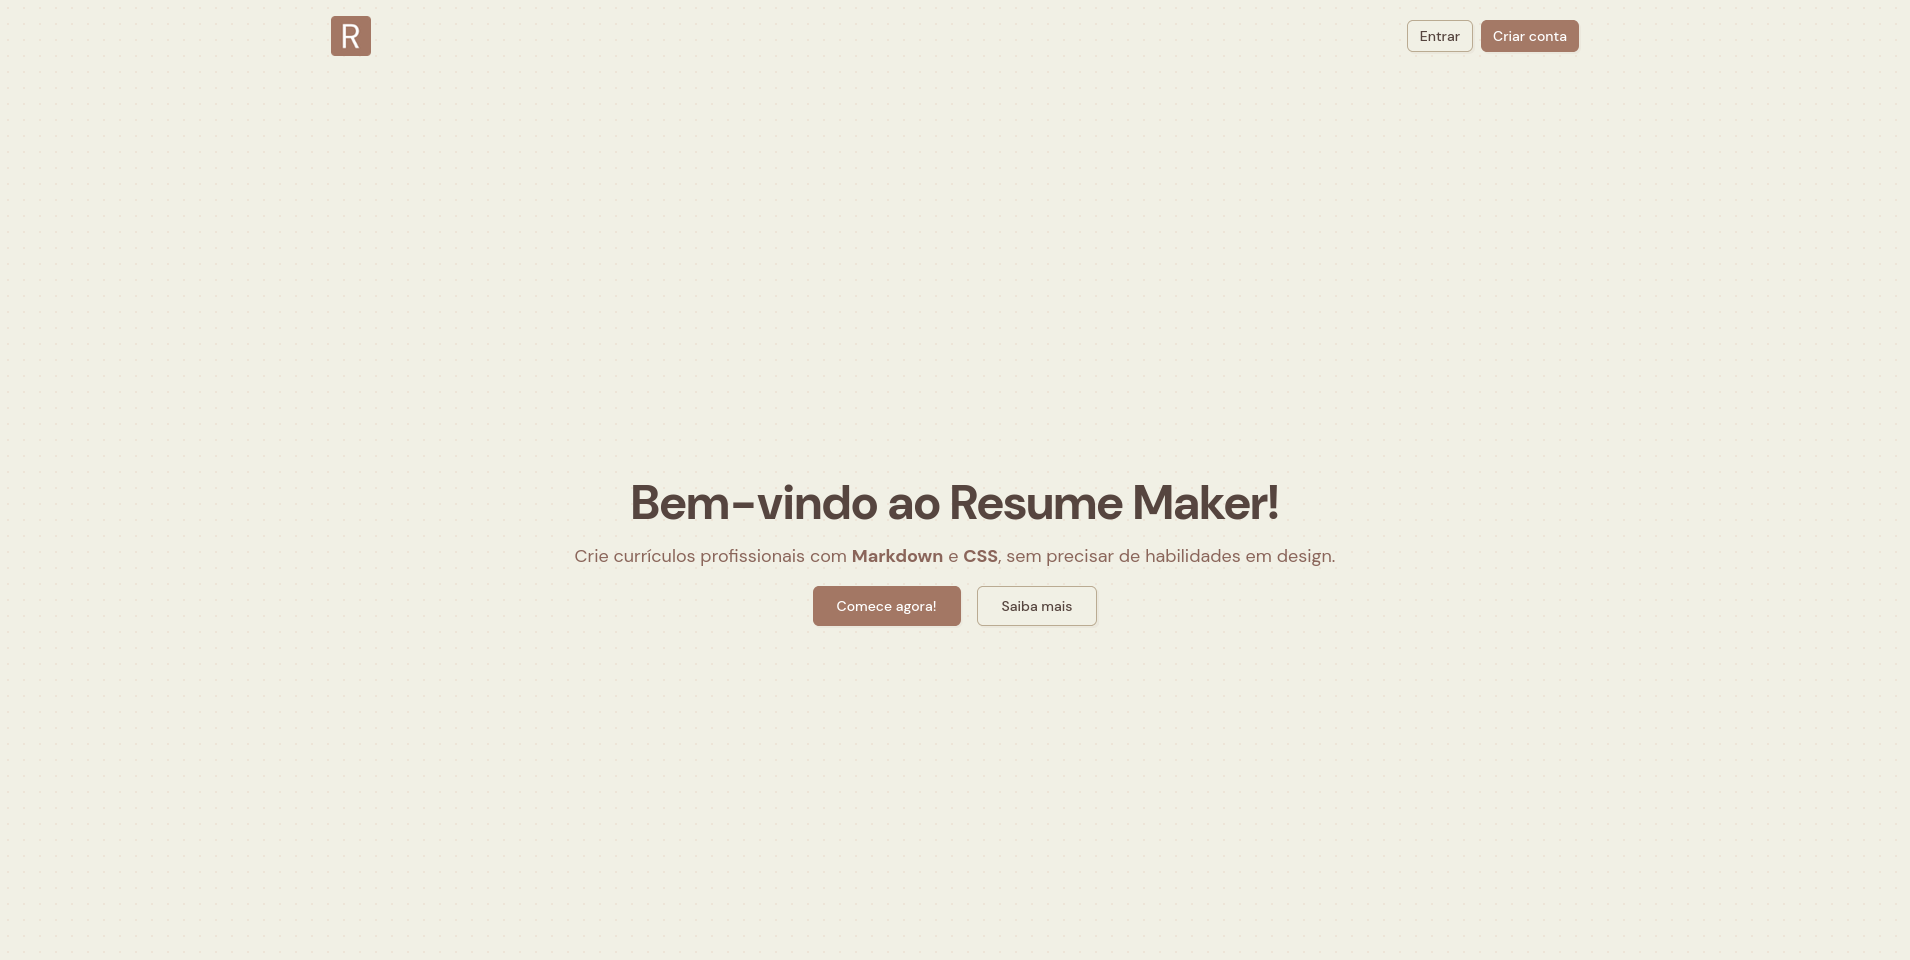 R
Entrar
Criar conta
Bem-vindo ao Resume Maker!
Crie currículos profissionais com Markdown e CSS, sem precisar de habilidades em design.
Comece agora!
Saiba mais